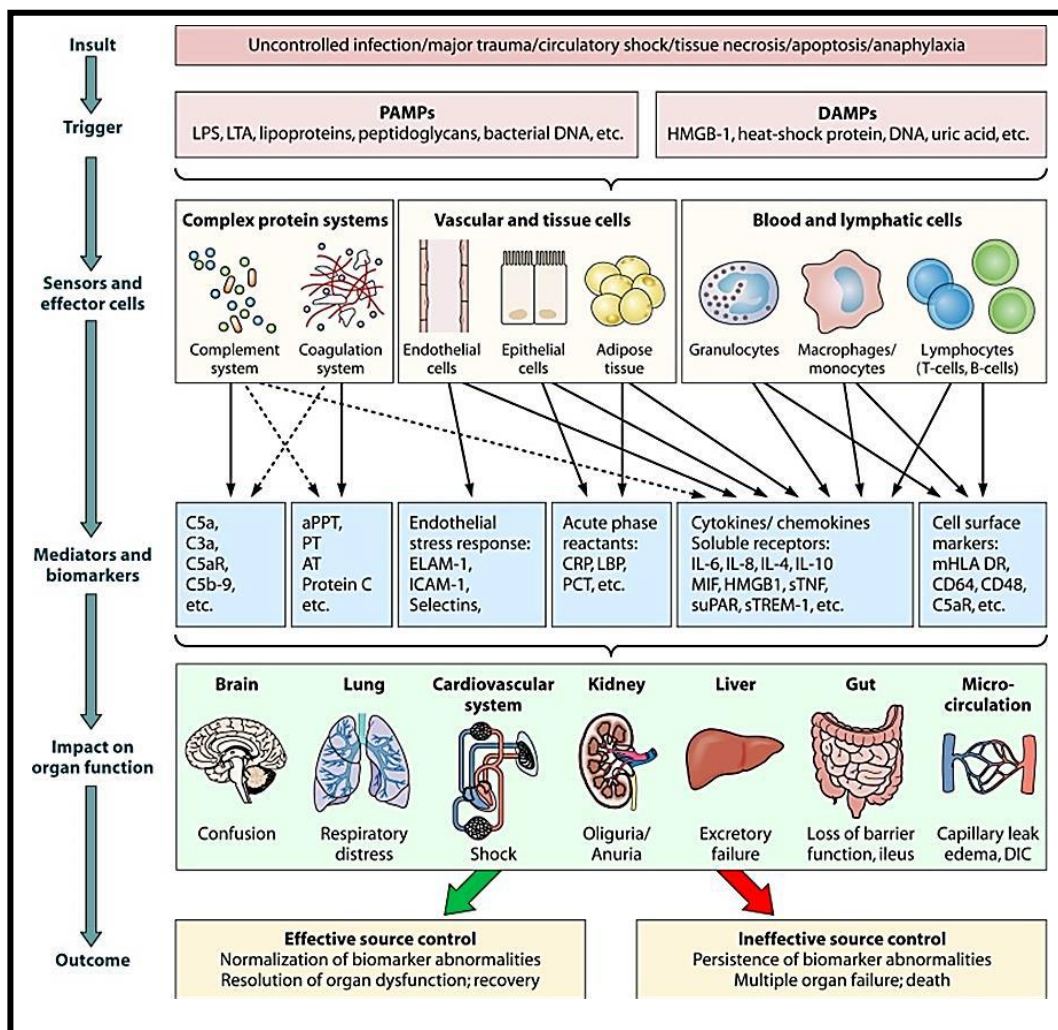 Insult
Uncontrolled infection/major trauma/circulatory shock/tissue necrosis/apoptosis/anaphylaxia
Trigger
PAMPs
LPS, LTA, lipoproteins, peptidoglycans, bacterial DNA, etc.
DAMPs
HMGB-1, heat-shock protein, DNA, uric acid, etc.
Sensors and
effector cells
Complex protein systems
Complement
system
Coagulation
system
Vascular and tissue cells
Endothelial
cells
Epithelial
cells
Adipose
tissue
Blood and lymphatic cells
Granulocytes
Macrophages/
monocytes
Lymphocytes
(T-cells, B-cells)
Mediators and
biomarkers
C5a,
C3a,
C5aR,
C5b-9,
etc.
aPPT,
PT
AT
Protein C
etc.
Endothelial
stress response:
ELAM-1,
ICAM-1,
Selectins,
Acute phase
reactants:
CRP, LBP,
PCT, etc.
Cytokines/ chemokines
Soluble receptors:
IL-6, IL-8, IL-4, IL-10
MIF, HMGB1, sTNF,
suPAR, sTREM-1, etc.
Cell surface
markers:
mHLA DR,
CD64, CD48,
C5aR, etc.
Impact on
organ function
Brain
Confusion
Lung
Respiratory
distress
Cardiovascular
system
Shock
Kidney
Oliguria/
Anuria
Liver
Excretory
failure
Gut
Loss of barrier
function, ileus
Micro-
circulation
Capillary leak
edema, DIC
Outcome
Effective source control
Normalization of biomarker abnormalities
Resolution of organ dysfunction; recovery
Ineffective source control
Persistence of biomarker abnormalities
Multiple organ failure; death